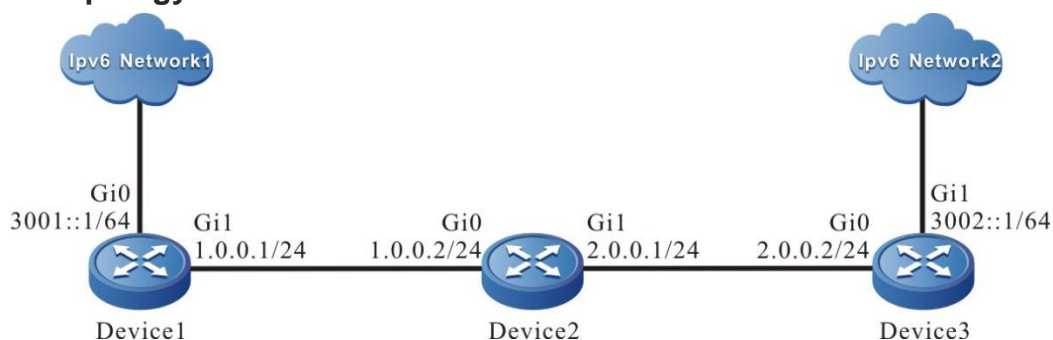 Ipv6 Network1
Ipv6 Network2
Gi0
3001::1/64
Gi1
1.0.0.1/24
Gi0
1.0.0.2/24
Gi1
2.0.0.1/24
Gi0
2.0.0.2/24
Gi1
3002::1/64
Device1
Device2
Device3